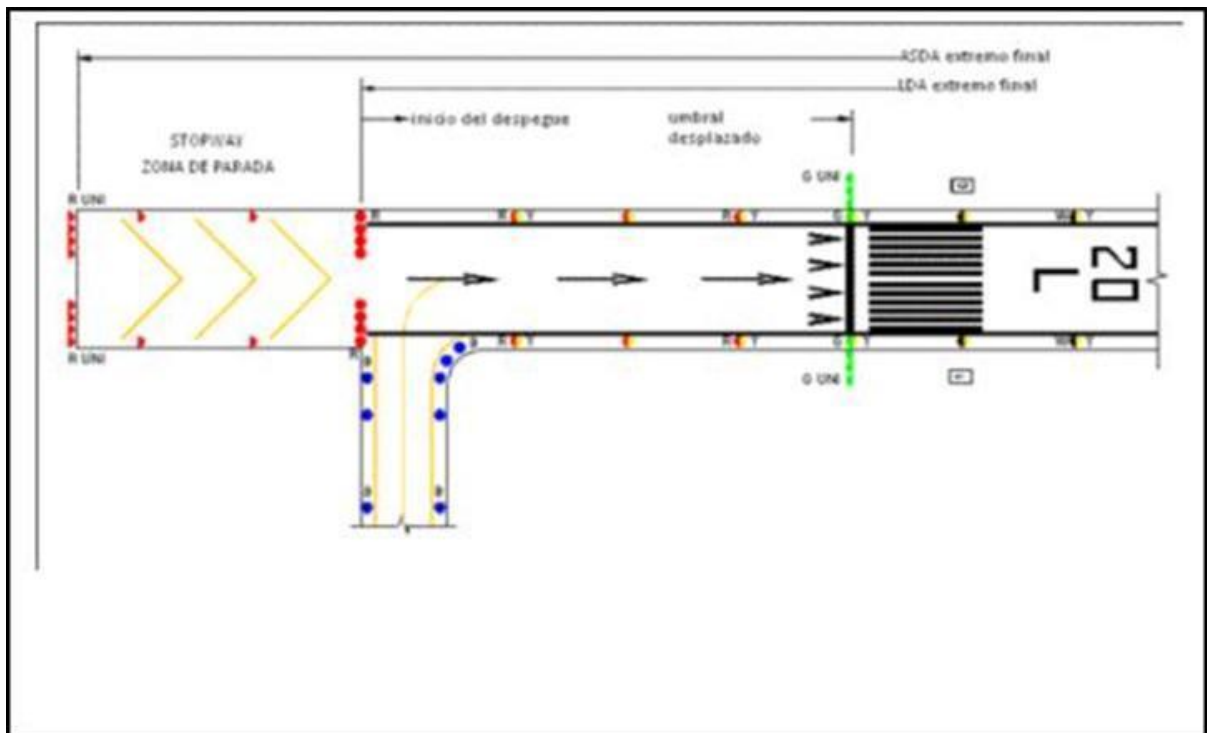 ASDA extremo final
LDA extremo final
inicio del despegue
umbral
desplazado
STOPWAY
ZONA DE PARADA
R UNI
G UNI
R
R Y
R Y
G Y
W Y
20
L
R
R Y
R Y
G Y
W Y
R UNI
G UNI